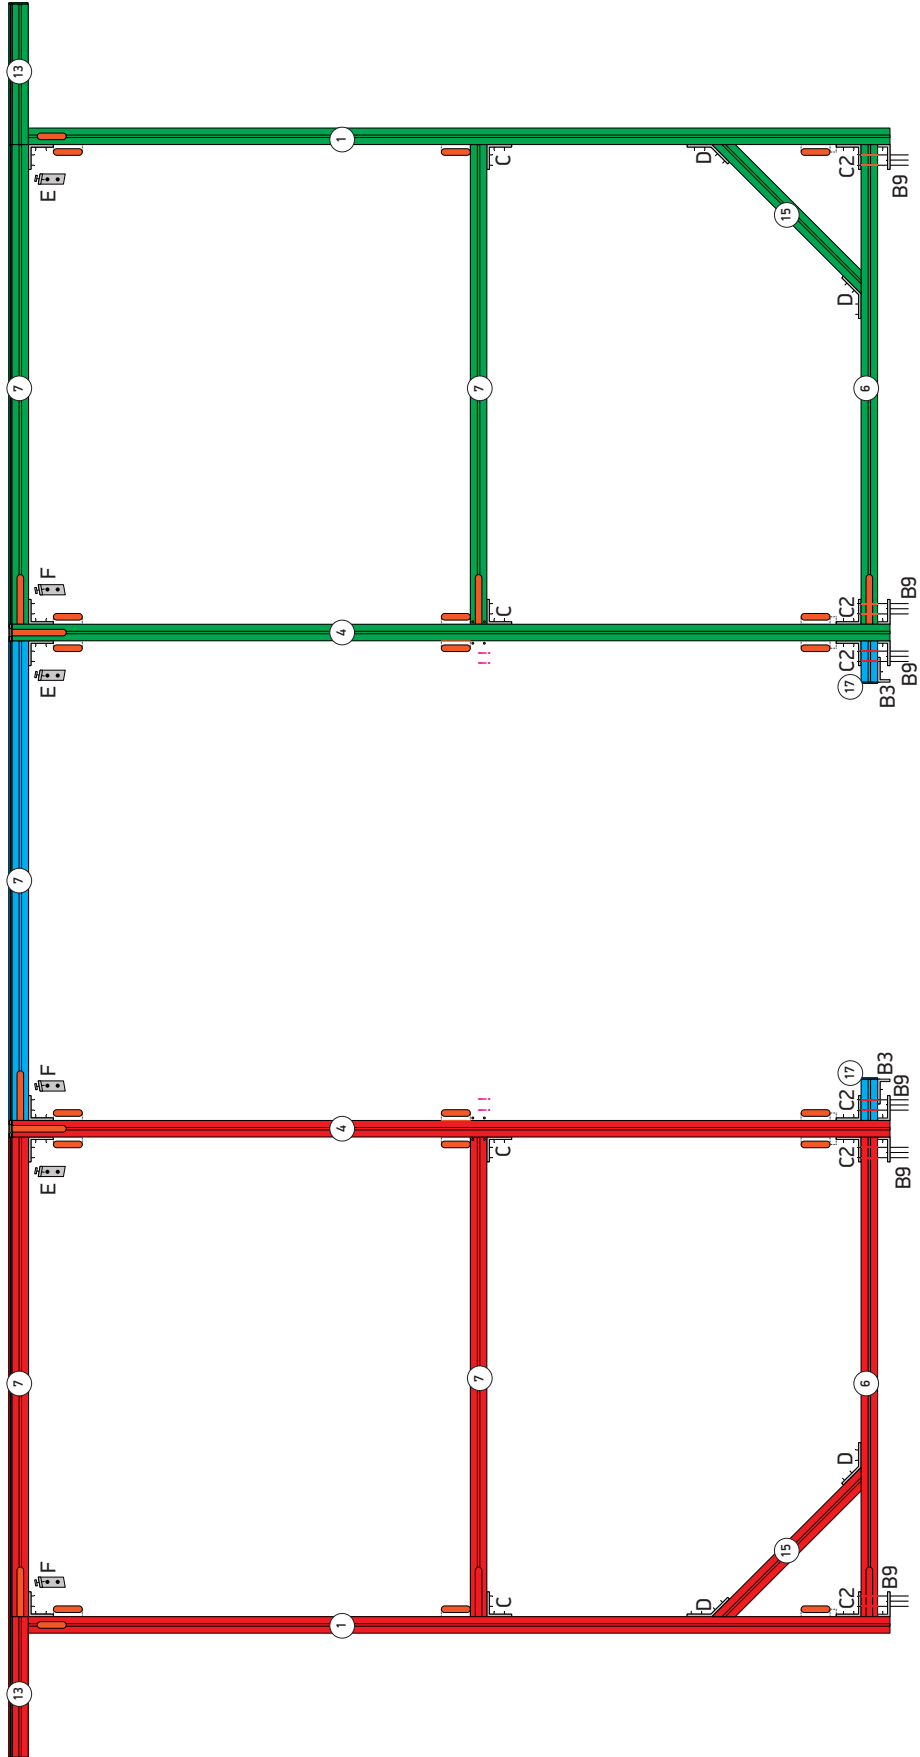 13 7 7 7 13
F E F E F E
1 4 4 1
7 7
C C C C
D D
15 15
C2 D C2 C2 17 17 C2 C2 D C2
6 6
B9 B9 B9 B3 B3 B9 B9 B9